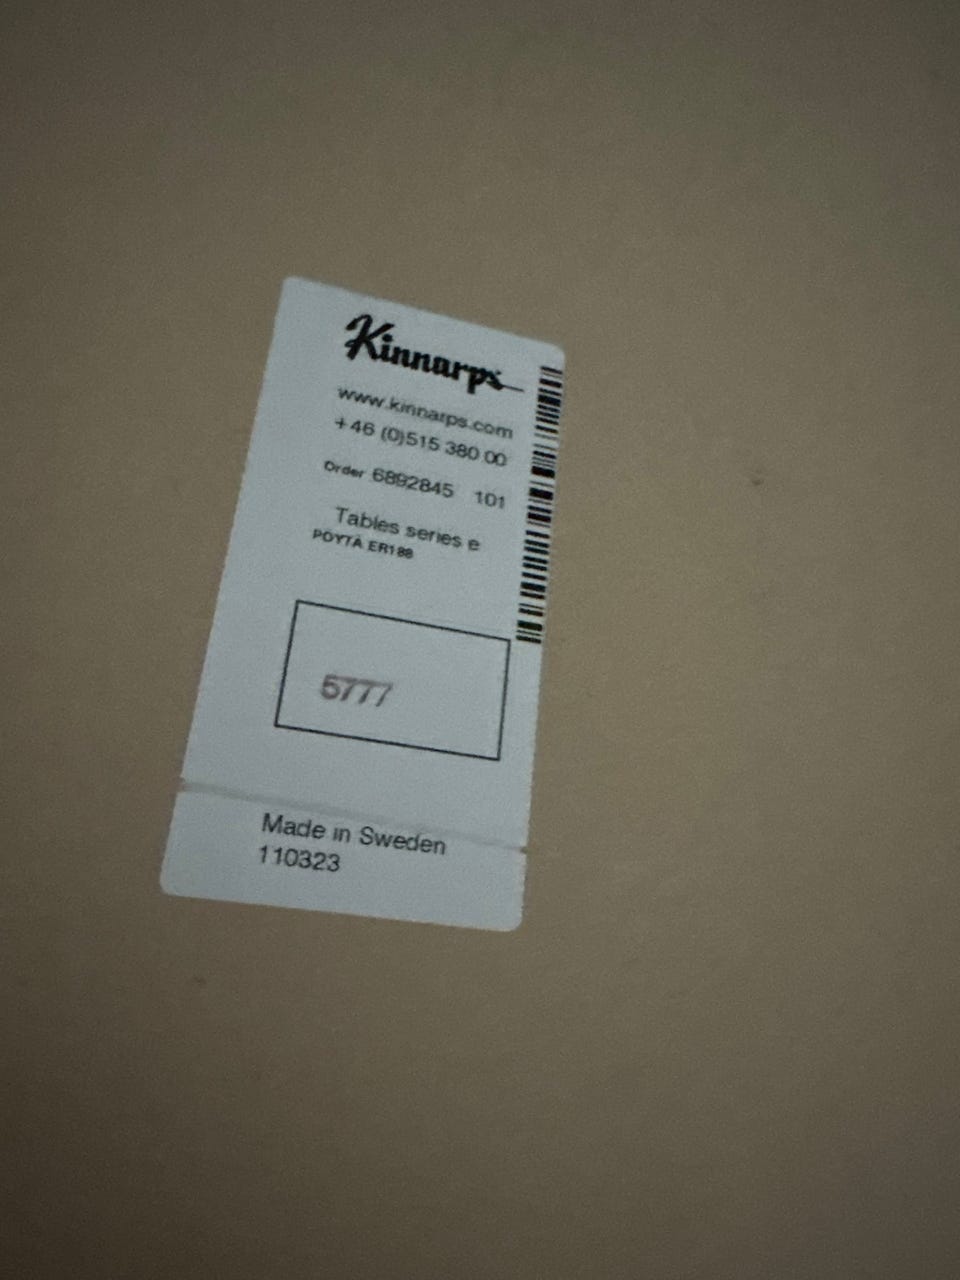 Kinnarps
www.kinnarps.com
+46 (0)515 380 00
Order 6892845 101
Tables series e
PÖYTÄ ER188
5777
Made in Sweden
110323